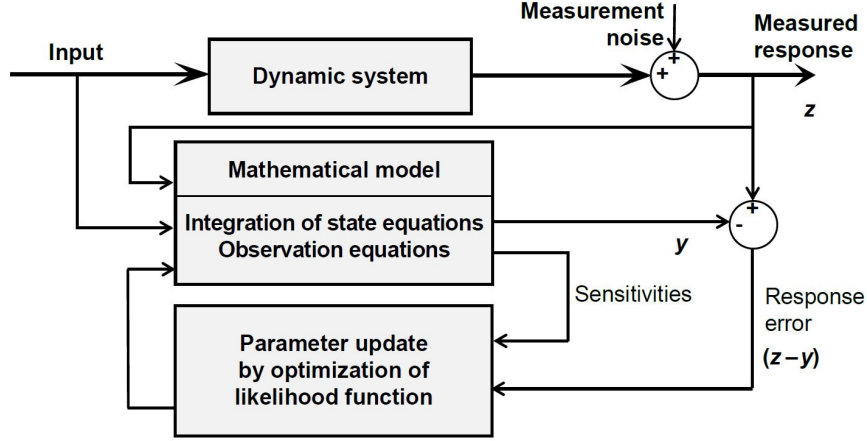 Measurement
noise
Measured
response
Input
Dynamic system
+
+
z
Mathematical model
Integration of state equations
Observation equations
+
-
y
Sensitivities
Response
error
(z – y)
Parameter update
by optimization of
likelihood function